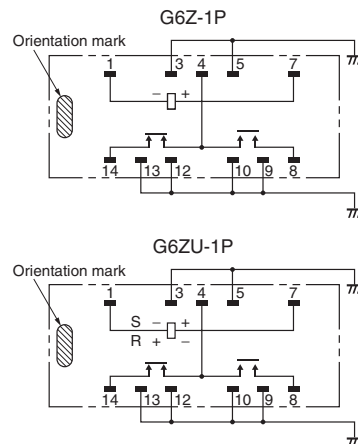 G6Z-1P
Orientation mark
1 3 4 5 7
− +
14 13 12 10 9 8
G6ZU-1P
Orientation mark
1 3 4 5 7
S − +
R + −
14 13 12 10 9 8